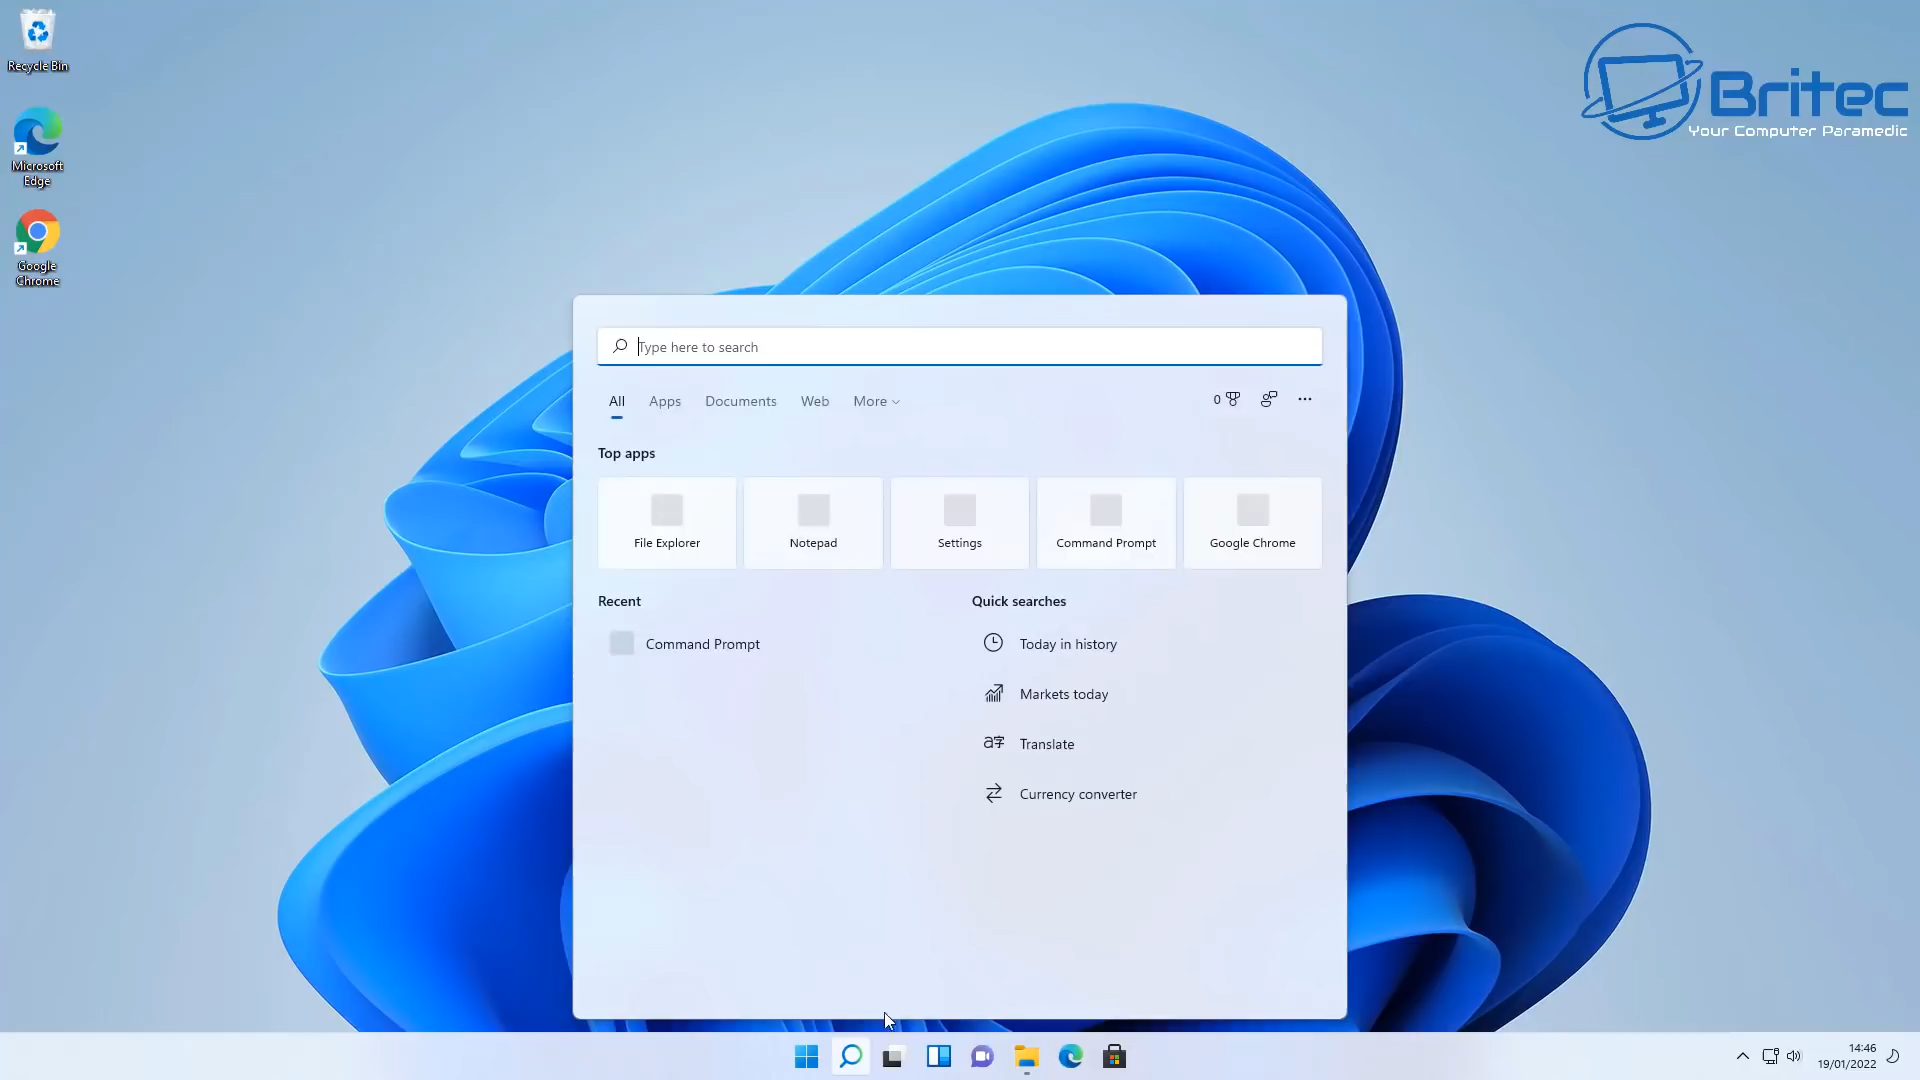 Recycle Bin
Microsoft
Edge
Google
Chrome
Britec
Your Computer Paramedic
Type here to search
All
Apps
Documents
Web
More
0
Top apps
File Explorer
Notepad
Settings
Command Prompt
Google Chrome
Recent
Command Prompt
Quick searches
Today in history
Markets today
Translate
Currency converter
14:46
19/01/2022